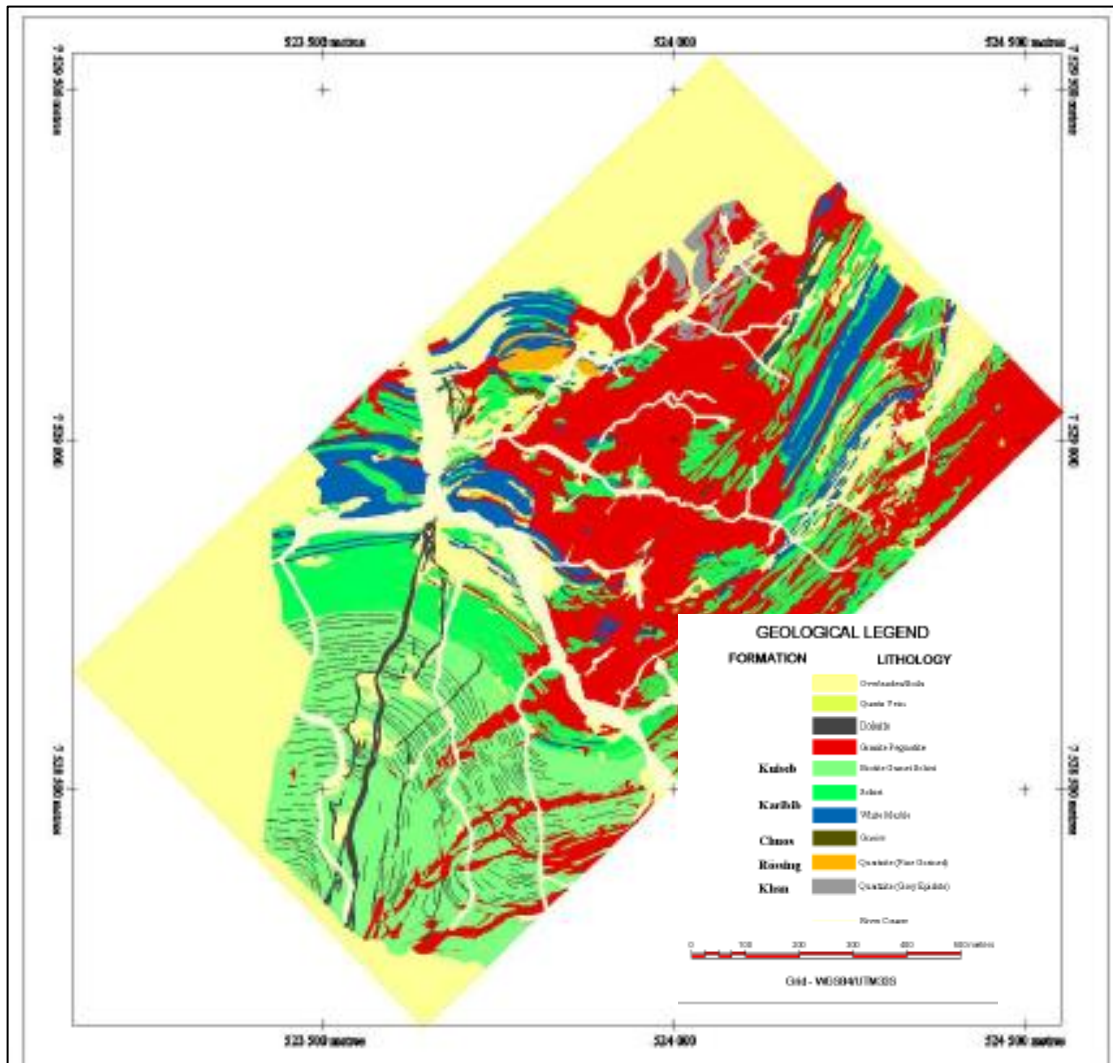 523 500 metres
524 000
524 500 metres
7 529 500 metres
7 529 500 metres
7 529 000
7 529 000
7 528 500 metres
7 528 500 metres
GEOLOGICAL LEGEND
FORMATION LITHOLOGY
Overburden/Soils
Quartz Veins
Dolerite
Granite Pegmatite
Kuiseb Biotite Garnet Schist
Schist
Karibib
White Marble
Chuos Gossan
Rössing Quartzite (Fine Grained)
Khan Quartzite (Grey Epidote)
River Course
0 100 200 300 400 500 metres
Grid - WGS84/UTM33S
523 500 metres
524 000
524 500 metres